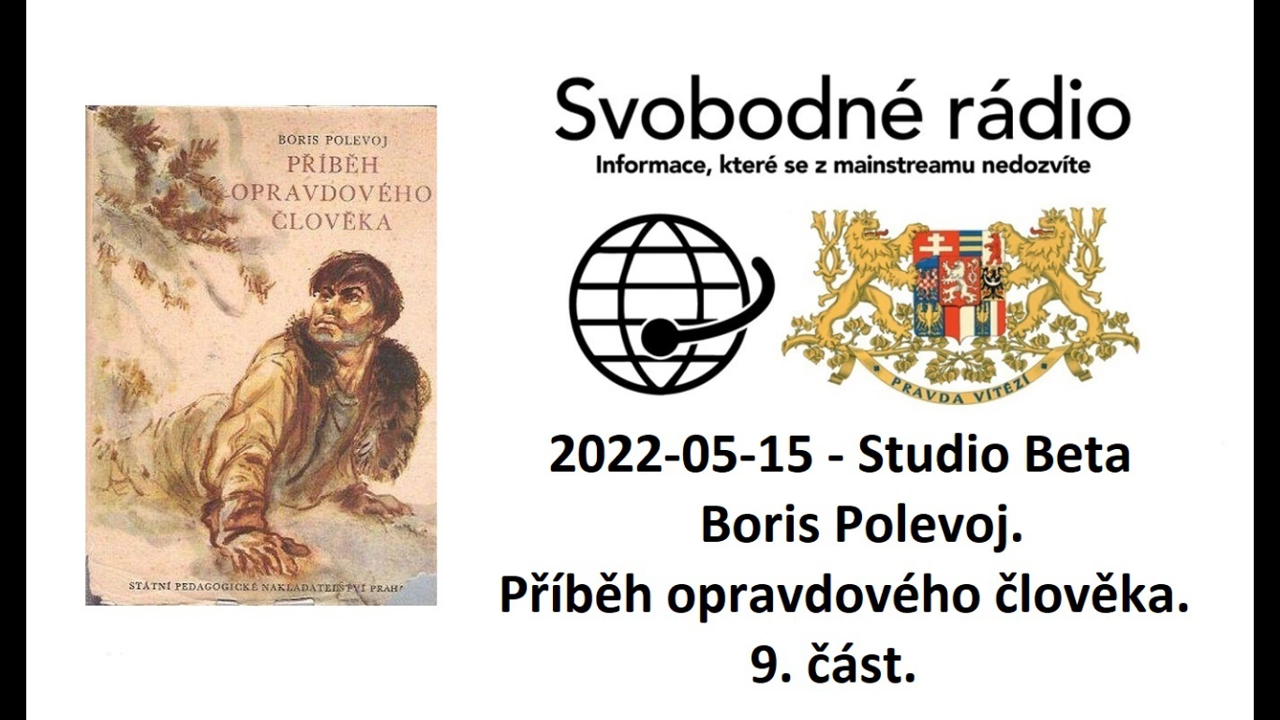 BORIS POLEVOJ
PŘÍBĚH
OPRAVDOVÉHO
ČLOVĚKA
STÁTNÍ PEDAGOGICKÉ NAKLADATELSTVÍ
Svobodné rádio
Informace, které se z mainstreamu nedozvíte
PRAVDA VÍTĚZÍ
2022-05-15 - Studio Beta
Boris Polevoj.
Příběh opravdového člověka.
9. část.